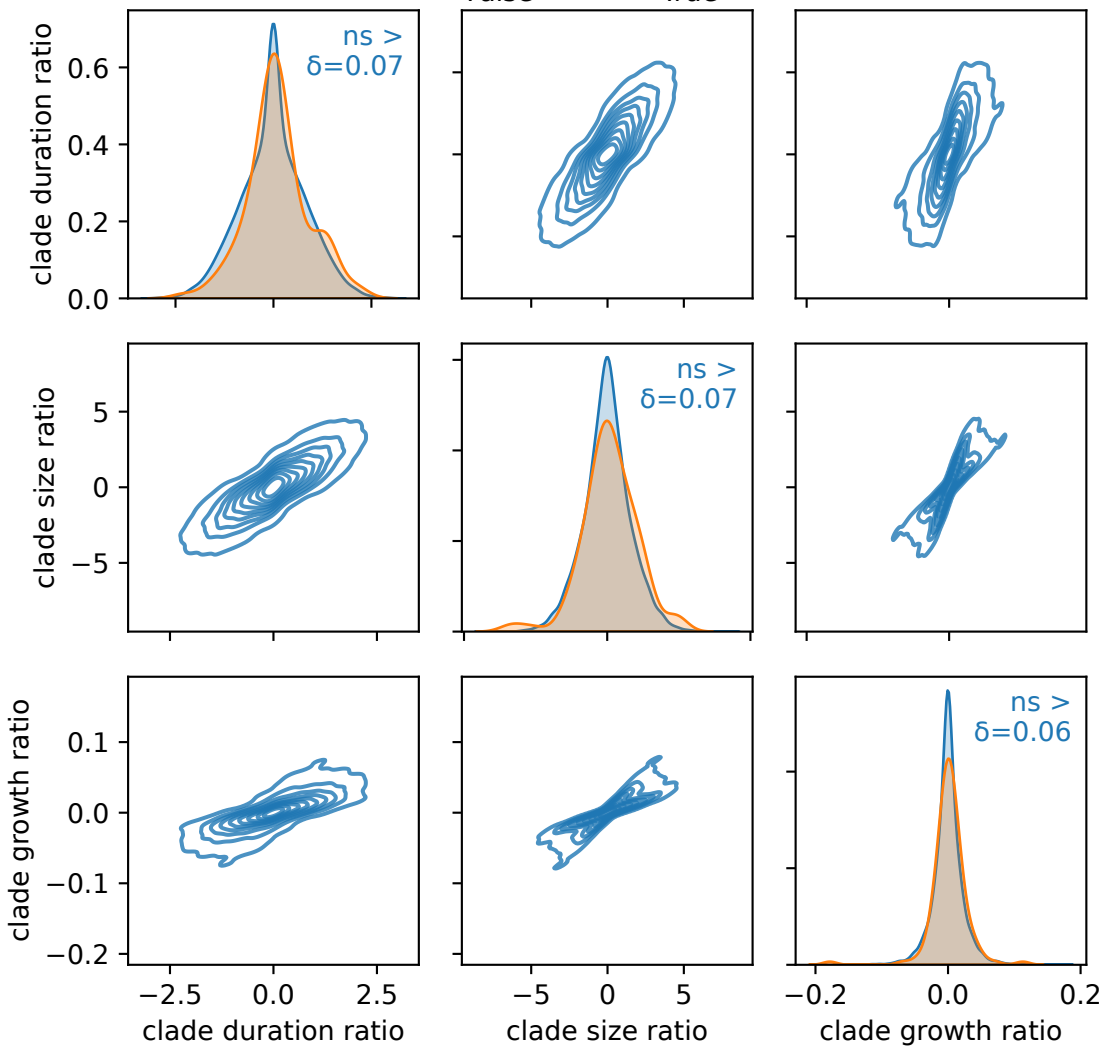 clade duration ratio
0.6
0.4
0.2
0.0
ns >
δ=0.07
clade size ratio
5
0
−5
ns >
δ=0.07
clade growth ratio
0.1
0.0
−0.1
−0.2
ns >
δ=0.06
−2.5 0.0 2.5
clade duration ratio
−5 0 5
clade size ratio
−0.2 0.0 0.2
clade growth ratio